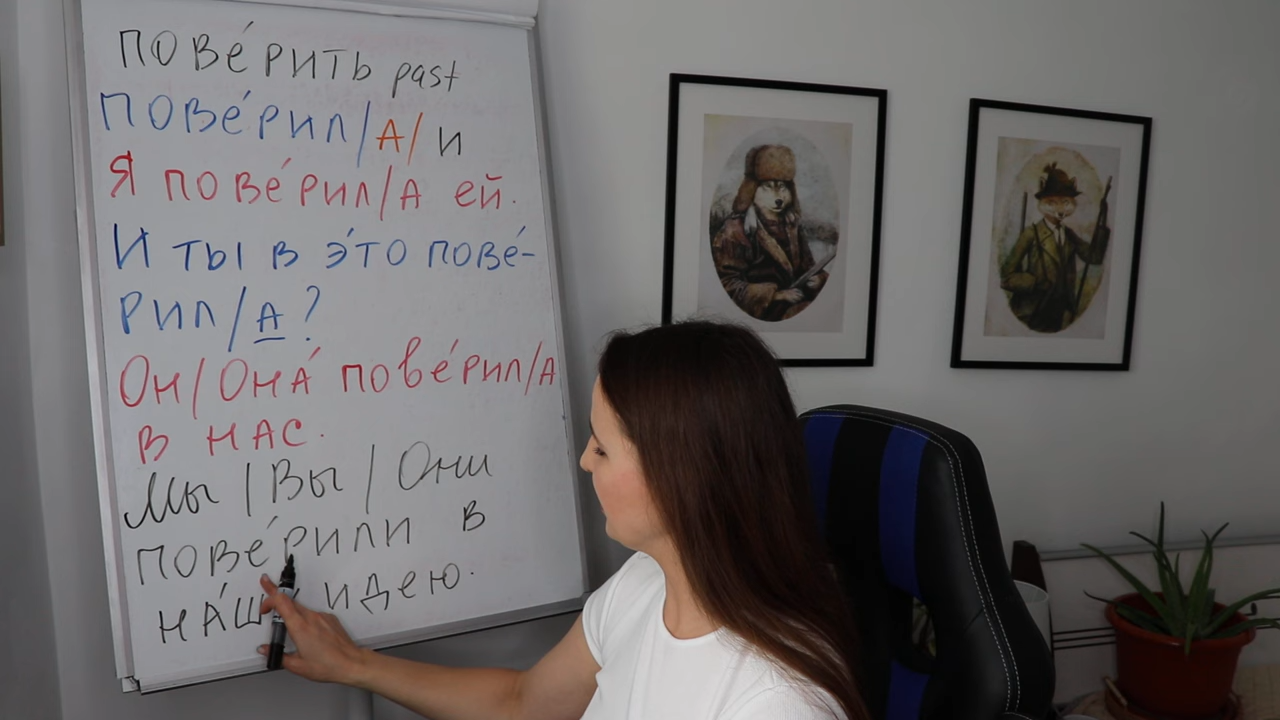 ПОВЕ́РИТЬ past
ПОВЕ́РИЛ/А/И
Я ПОВЕ́РИЛ/А ЕЙ.
И ТЫ В Э́ТО ПОВЕ́-
РИЛ/А?
ОН/ОНА́ ПОВЕ́РИЛ/А
В НАС.
Мы/Вы/Они
ПОВЕ́РИЛИ В
НА́ШУ ИДЕЮ.